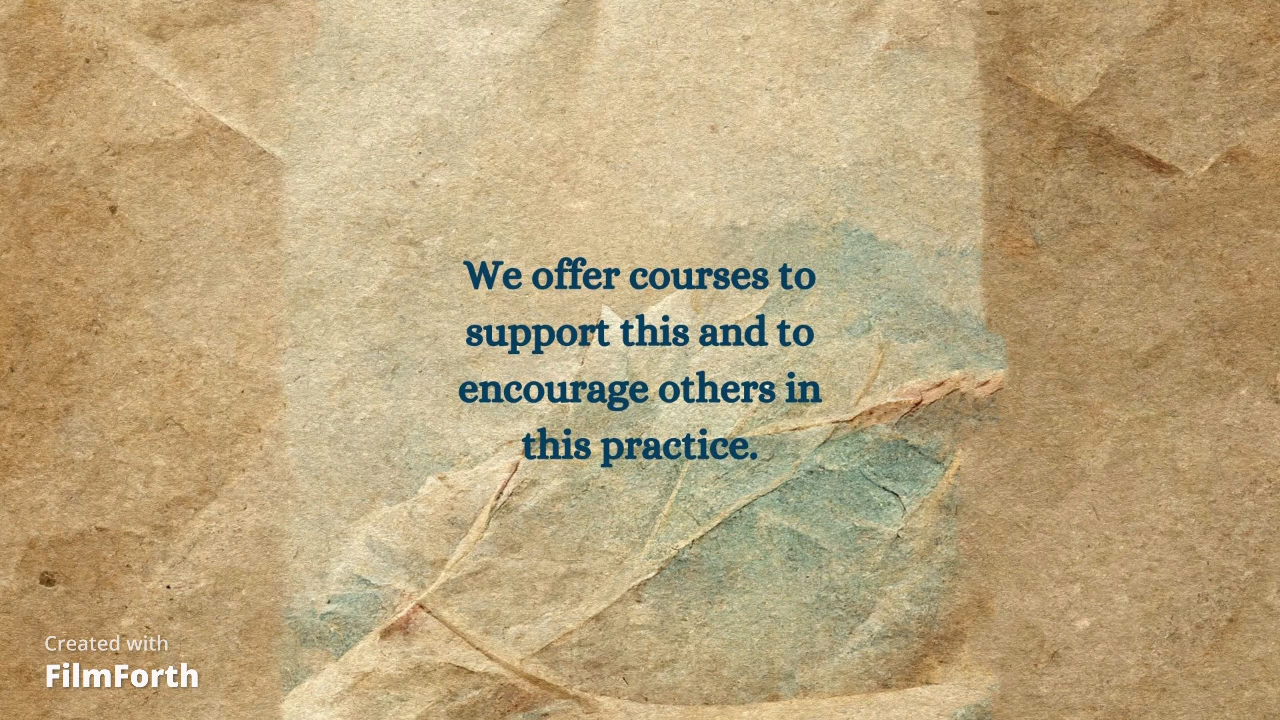 We offer courses to
support this and to
encourage others in
this practice.
Created with
FilmForth